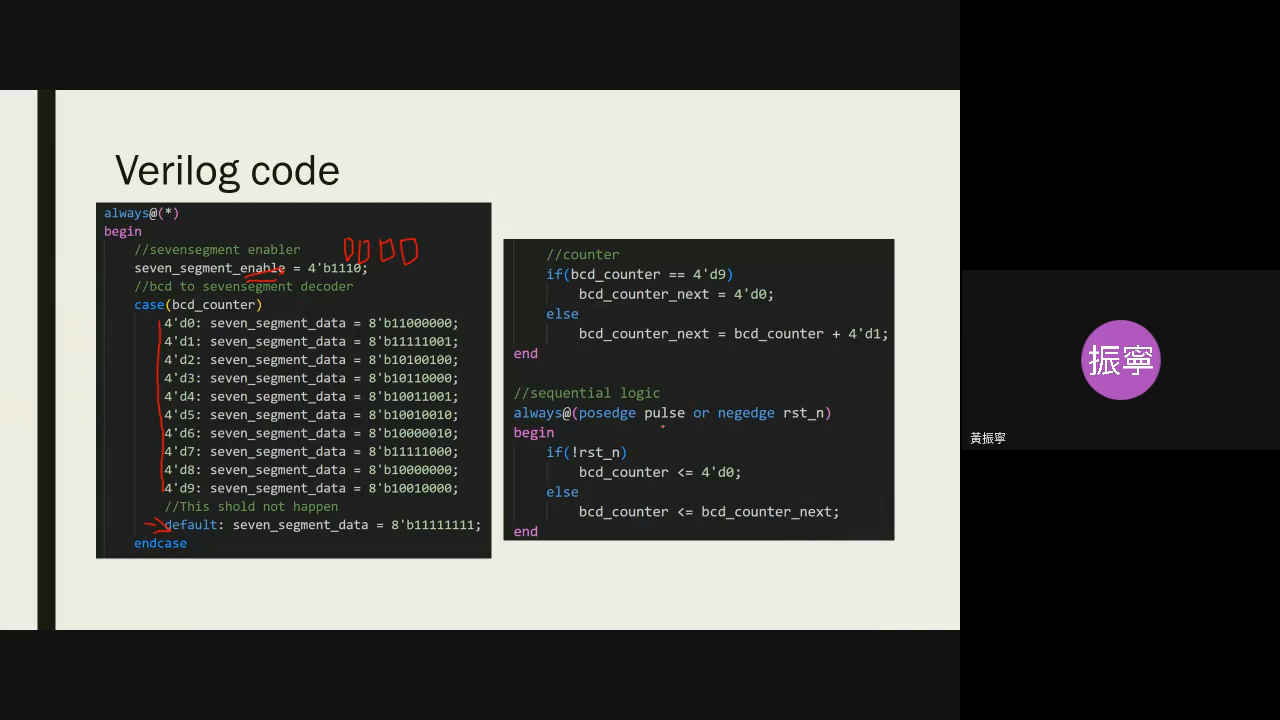 Verilog code
always@(*)
begin
//sevensegment enabler
seven_segment_enable = 4'b1110;
//bcd to sevensegment decoder
case(bcd_counter)
4'd0: seven_segment_data = 8'b11000000;
4'd1: seven_segment_data = 8'b11111001;
4'd2: seven_segment_data = 8'b10100100;
4'd3: seven_segment_data = 8'b10110000;
4'd4: seven_segment_data = 8'b10011001;
4'd5: seven_segment_data = 8'b10010010;
4'd6: seven_segment_data = 8'b10000010;
4'd7: seven_segment_data = 8'b11111000;
4'd8: seven_segment_data = 8'b10000000;
4'd9: seven_segment_data = 8'b10010000;
//This shold not happen
default: seven_segment_data = 8'b11111111;
endcase
//counter
if(bcd_counter == 4'd9)
bcd_counter_next = 4'd0;
else
bcd_counter_next = bcd_counter + 4'd1;
end
//sequential logic
always@(posedge pulse or negedge rst_n)
begin
if(!rst_n)
bcd_counter <= 4'd0;
else
bcd_counter <= bcd_counter_next;
end
振寧
黃振寧